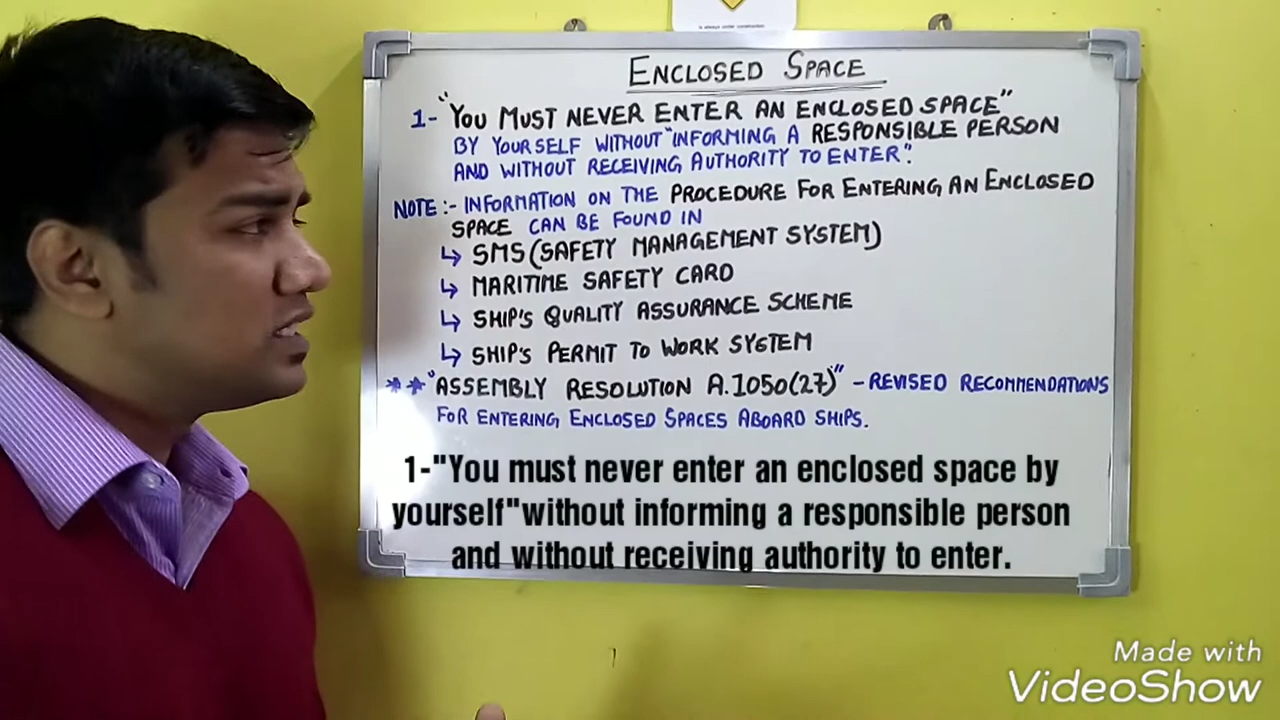 ENCLOSED SPACE
1- "YOU MUST NEVER ENTER AN ENCLOSED SPACE"
BY YOURSELF WITHOUT "INFORMING A RESPONSIBLE PERSON
AND WITHOUT RECEIVING AUTHORITY TO ENTER".
NOTE:- INFORMATION ON THE PROCEDURE FOR ENTERING AN ENCLOSED
SPACE CAN BE FOUND IN
↳ SMS (SAFETY MANAGEMENT SYSTEM)
↳ MARITIME SAFETY CARD
↳ SHIP'S QUALITY ASSURANCE SCHEME
↳ SHIP'S PERMIT TO WORK SYSTEM
** "ASSEMBLY RESOLUTION A.1050(27)" - REVISED RECOMMENDATIONS
FOR ENTERING ENCLOSED SPACES ABOARD SHIPS.
1-"You must never enter an enclosed space by
yourself"without informing a responsible person
and without receiving authority to enter.
Made with
VideoShow